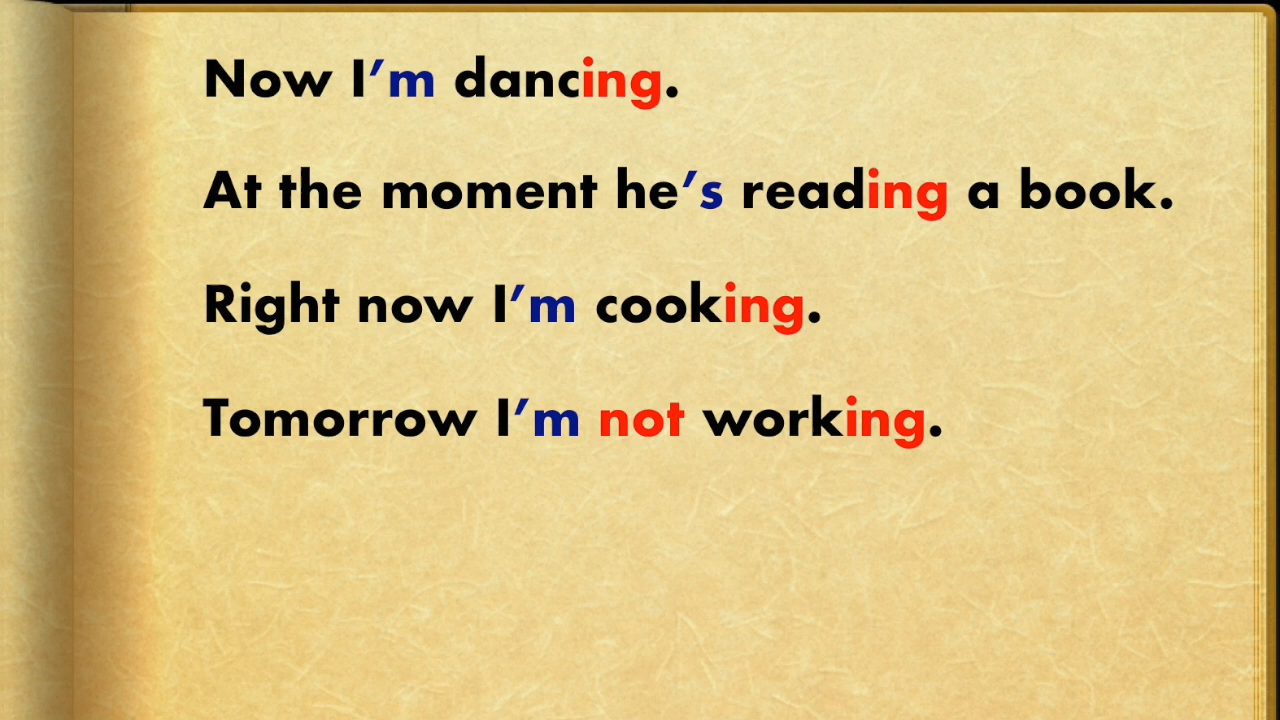 Now I’m dancing.
At the moment he’s reading a book.
Right now I’m cooking.
Tomorrow I’m not working.